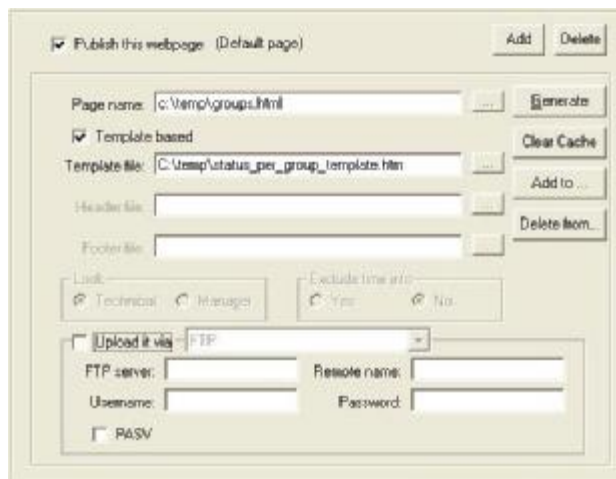 Publish this webpage (Default page)
Add
Delete
Page name: c:\temp\groups.html
...
Generate
Template based
Clear Cache
Template file: C:\temp\status_per_group_template.htm
...
Add to ...
Header file:
...
Delete from...
Footer file:
...
Look
Exclude time info
Technical
Manager
Yes
No
Upload it via
FTP
FTP server:
Remote name:
Username:
Password:
PASV